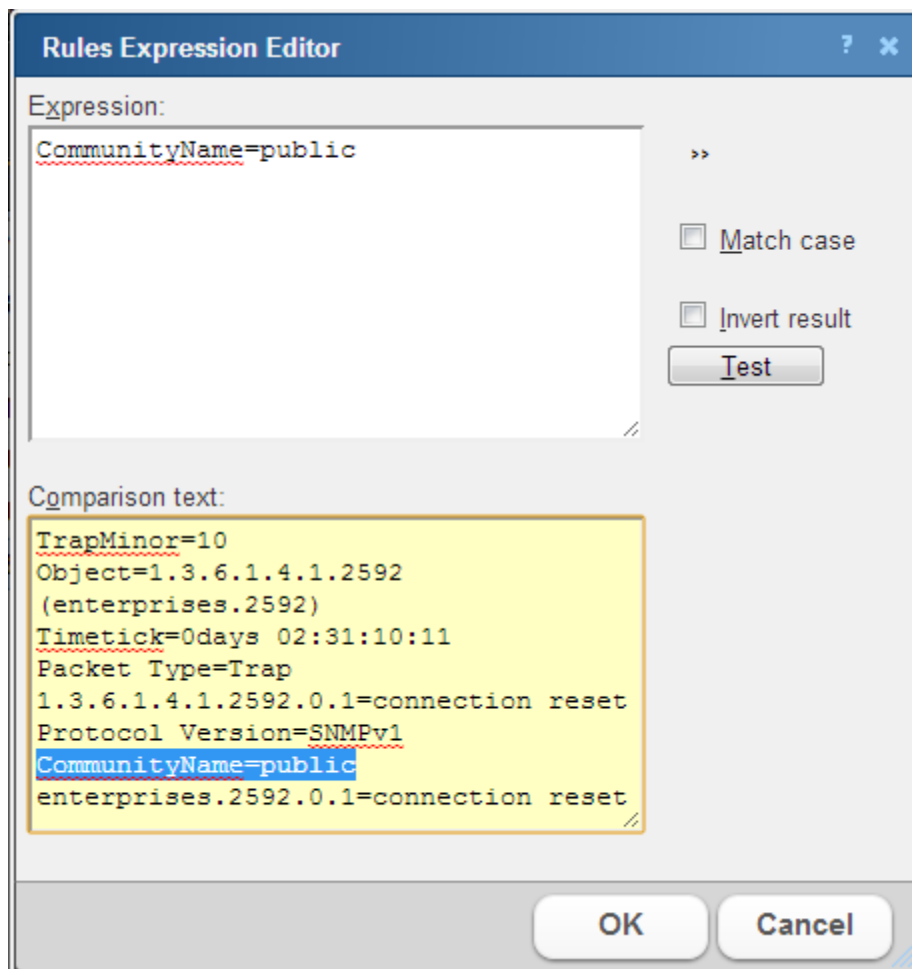 Rules Expression Editor
? ×
Expression:
CommunityName=public
>>
Match case
Invert result
Test
Comparison text:
TrapMinor=10
Object=1.3.6.1.4.1.2592
(enterprises.2592)
Timetick=0days 02:31:10:11
Packet Type=Trap
1.3.6.1.4.1.2592.0.1=connection reset
Protocol Version=SNMPv1
CommunityName=public
enterprises.2592.0.1=connection reset
OK Cancel